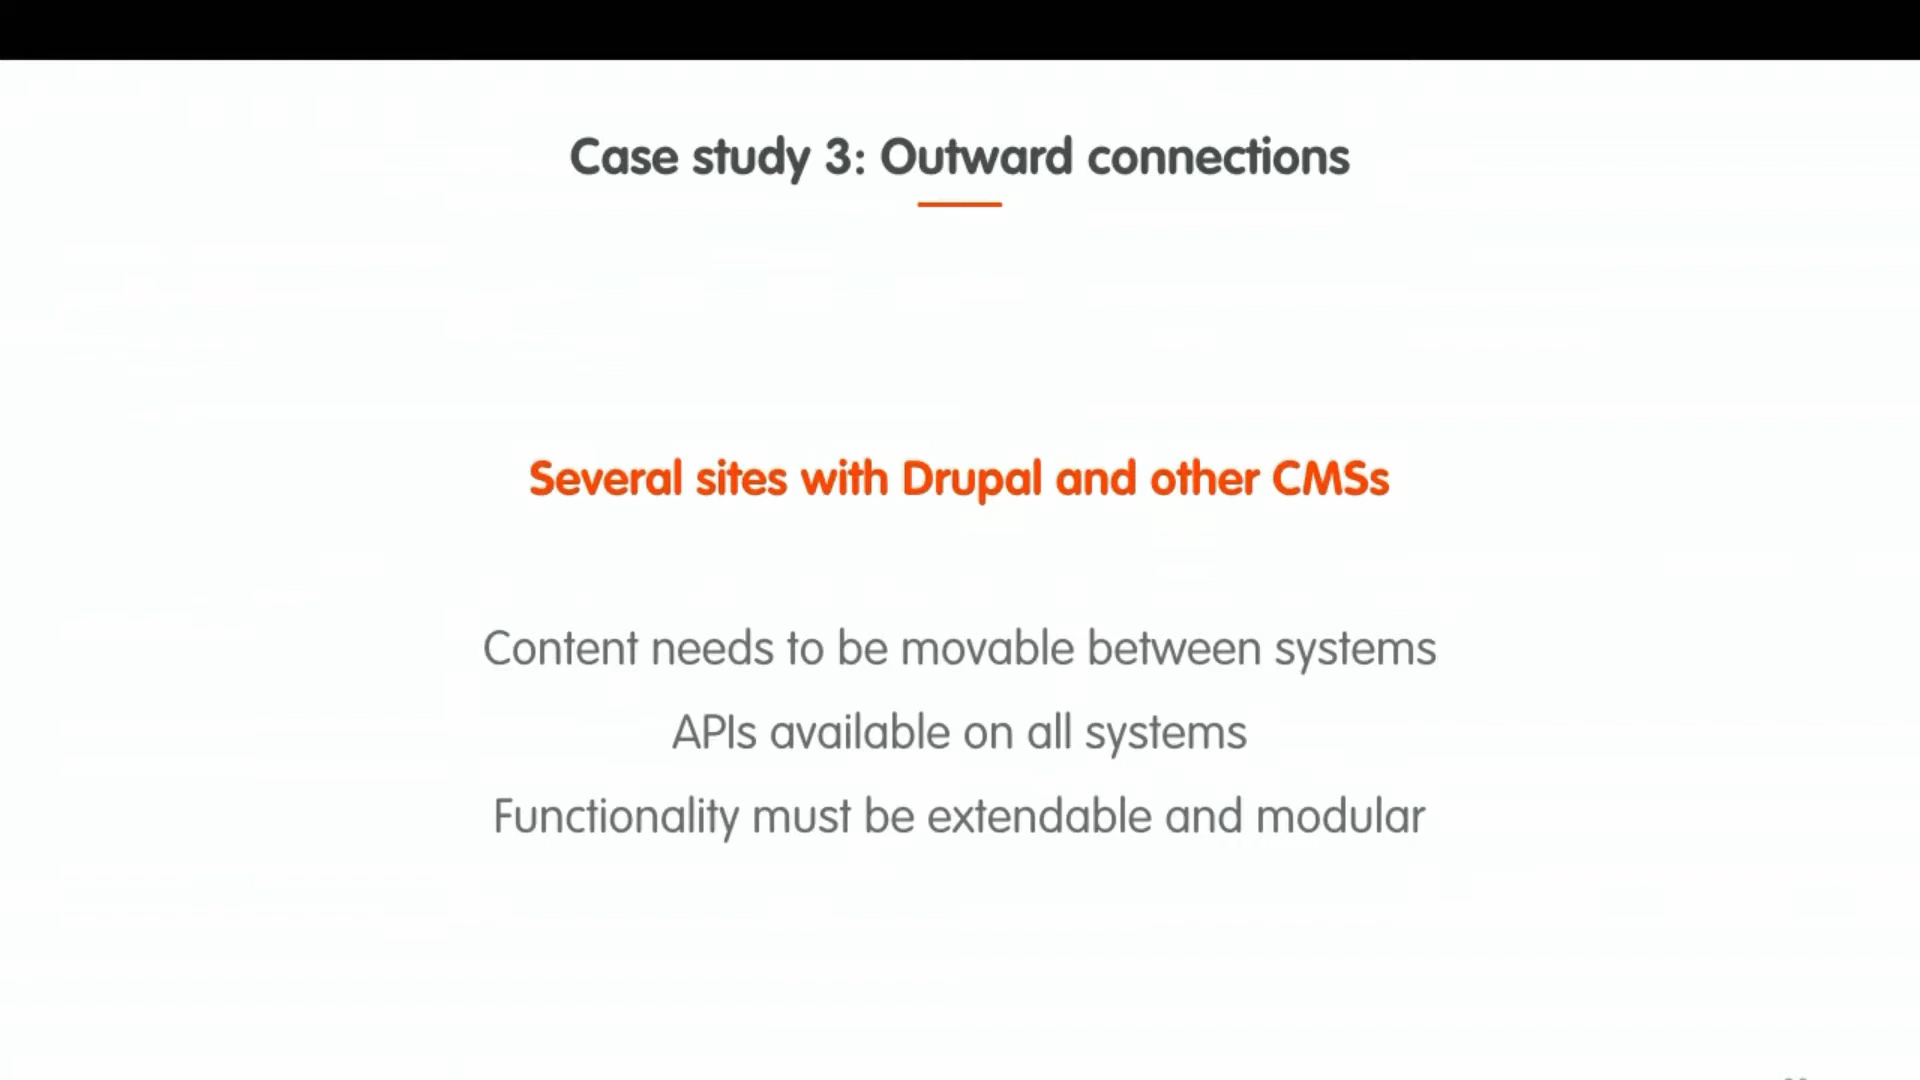 Case study 3: Outward connections
Several sites with Drupal and other CMSs
Content needs to be movable between systems
APIs available on all systems
Functionality must be extendable and modular